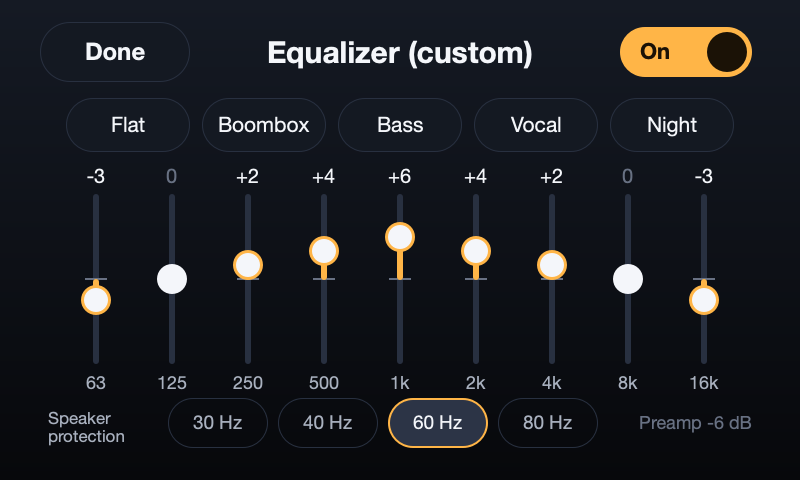 Done
Equalizer (custom)
On
Flat
Boombox
Bass
Vocal
Night
-3
0
+2
+4
+6
+4
+2
0
-3
63
125
250
500
1k
2k
4k
8k
16k
Speaker
protection
30 Hz
40 Hz
60 Hz
80 Hz
Preamp -6 dB